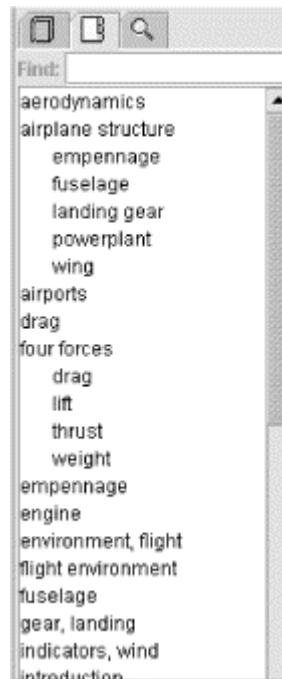 Find:
aerodynamics
airplane structure
empennage
fuselage
landing gear
powerplant
wing
airports
drag
four forces
drag
lift
thrust
weight
empennage
engine
environment, flight
flight environment
fuselage
gear, landing
indicators, wind
introduction